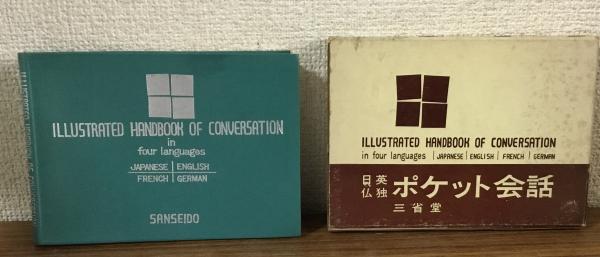 ILLUSTRATED HANDBOOK OF CONVERSATION
in
four languages
JAPANESE | ENGLISH
FRENCH | GERMAN
SANSEIDO
ILLUSTRATED HANDBOOK OF CONVERSATION
in four languages | JAPANESE | ENGLISH | FRENCH | GERMAN
日英仏独 ポケット会話
三省堂